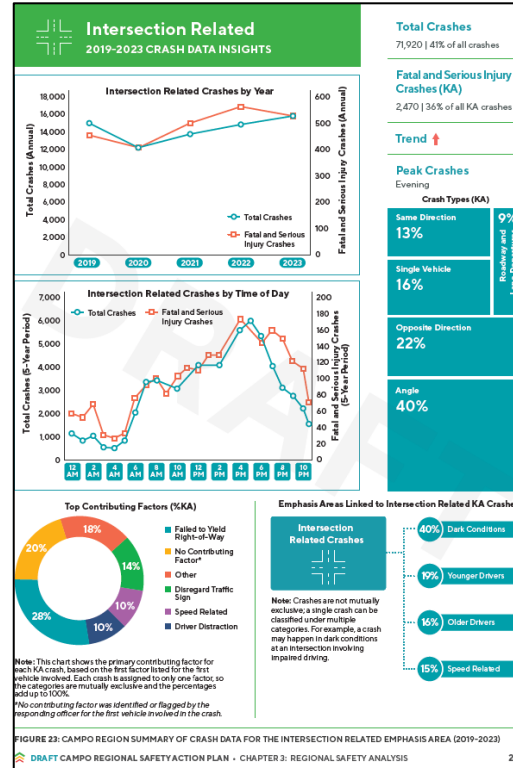 Intersection Related
2019-2023 CRASH DATA INSIGHTS
Total Crashes
71,920 | 41% of all crashes
Fatal and Serious Injury
Crashes (KA)
2,470 | 36% of all KA crashes
Trend
Peak Crashes
Evening
Crash Types (KA)
Same Direction
13%
9%
Roadway and
Single Vehicle
16%
Opposite Direction
22%
Angle
40%
Intersection Related Crashes by Year
Total Crashes (Annual)
18,000
16,000
14,000
12,000
10,000
8,000
6,000
4,000
2,000
0
600
500
400
300
200
100
0
Fatal and Serious Injury Crashes (Annual)
Total Crashes
Fatal and Serious
Injury Crashes
2019
2020
2021
2022
2023
Intersection Related Crashes by Time of Day
Total Crashes
Fatal and Serious
Injury Crashes
Total Crashes (5-Year Period)
7,000
6,000
5,000
4,000
3,000
2,000
1,000
0
200
180
160
140
120
100
80
60
40
20
0
Fatal and Serious Injury Crashes
(5-Year Period)
12 AM
2 AM
4 AM
6 AM
8 AM
10 AM
12 PM
2 PM
4 PM
6 PM
8 PM
10 PM
Top Contributing Factors (%KA)
18%
14%
10%
10%
28%
20%
Failed to Yield
Right-of-Way
No Contributing
Factor*
Other
Disregard Traffic
Sign
Speed Related
Driver Distraction
Note: This chart shows the primary contributing factor for
each KA crash, based on the first factor listed for the first
vehicle involved. Each crash is assigned to only one factor, so
the categories are mutually exclusive and the percentages
add up to 100%.
*No contributing factor was identified or flagged by the
responding officer for the first vehicle involved in the crash.
Emphasis Areas Linked to Intersection Related KA Crashe
Intersection
Related Crashes
Note: Crashes are not mutually
exclusive; a single crash can be
classified under multiple
categories. For example, a crash
may happen in dark conditions
at an intersection involving
impaired driving.
40% Dark Conditions
19% Younger Drivers
16% Older Drivers
15% Speed Related
FIGURE 23: CAMPO REGION SUMMARY OF CRASH DATA FOR THE INTERSECTION RELATED EMPHASIS AREA (2019-2023)
DRAFT CAMPO REGIONAL SAFETY ACTION PLAN • CHAPTER 3: REGIONAL SAFETY ANALYSIS
2
DRAFT